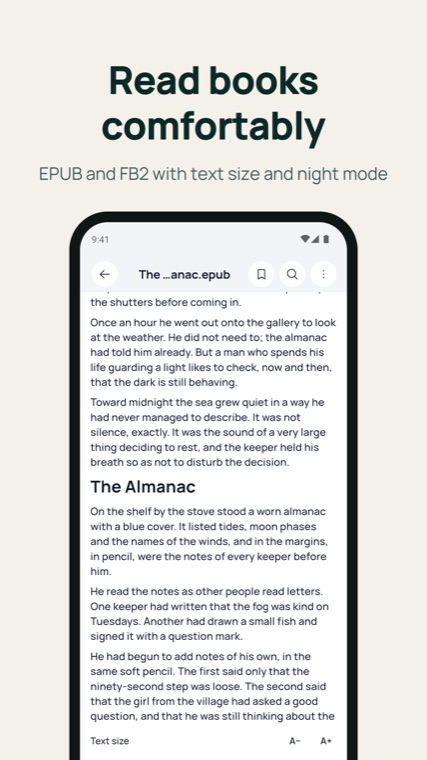 Read books
comfortably
EPUB and FB2 with text size and night mode
9:41
The ...anac.epub
the shutters before coming in.
Once an hour he went out onto the gallery to look
at the weather. He did not need to; the almanac
had told him already. But a man who spends his
life guarding a light likes to check, now and then,
that the dark is still behaving.
Toward midnight the sea grew quiet in a way he
had never managed to describe. It was not
silence, exactly. It was the sound of a very large
thing deciding to rest, and the keeper held his
breath so as not to disturb the decision.
The Almanac
On the shelf by the stove stood a worn almanac
with a blue cover. It listed tides, moon phases
and the names of the winds, and in the margins,
in pencil, were the notes of every keeper before
him.
He read the notes as other people read letters.
One keeper had written that the fog was kind on
Tuesdays. Another had drawn a small fish and
signed it with a question mark.
He had begun to add notes of his own, in the
same soft pencil. The first said only that the
ninety-second step was loose. The second said
that the girl from the village had asked a good
question, and that he was still thinking about the
Text size A− A+